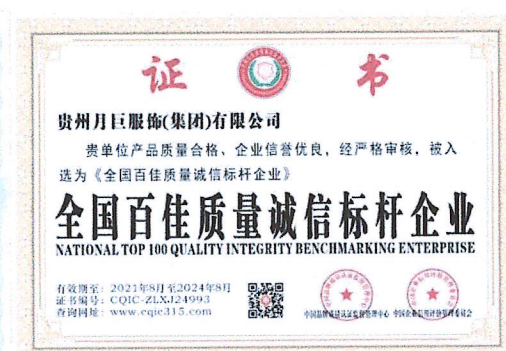 证 书
贵州月巨服饰(集团)有限公司
贵单位产品质量合格、企业信誉优良，经严格审核，被入
选为《全国百佳质量诚信标杆企业》
全国百佳质量诚信标杆企业
NATIONAL TOP 100 QUALITY INTEGRITY BENCHMARKING ENTERPRISE
有效期至：2021年8月至2024年8月
证书编号：CQIC-ZLXJ24993
查询网址：www.cqic315.com